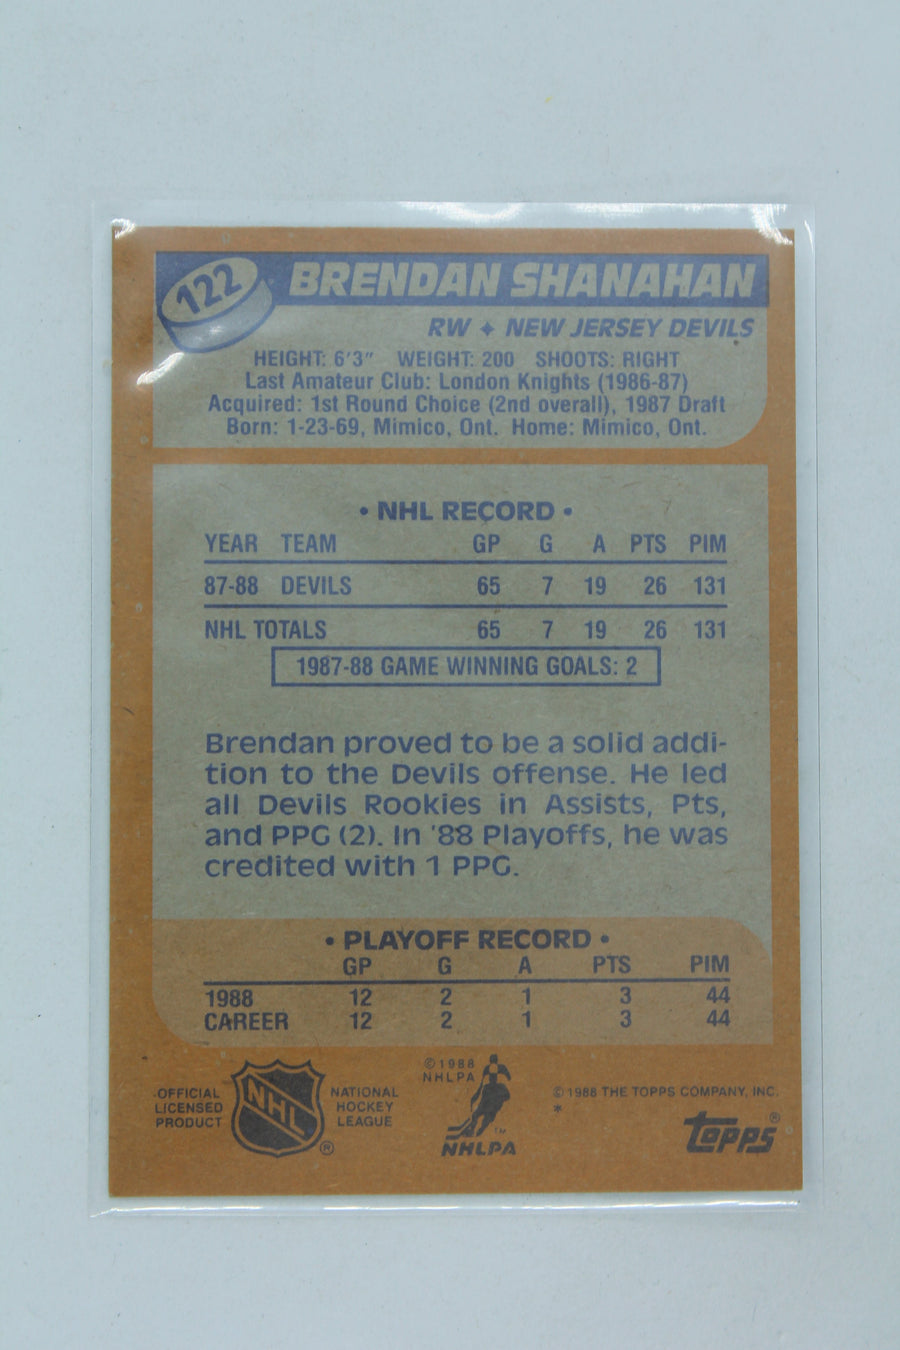 122
BRENDAN SHANAHAN
RW ✦ NEW JERSEY DEVILS
HEIGHT: 6'3" WEIGHT: 200 SHOOTS: RIGHT
Last Amateur Club: London Knights (1986-87)
Acquired: 1st Round Choice (2nd overall), 1987 Draft
Born: 1-23-69, Mimico, Ont. Home: Mimico, Ont.
• NHL RECORD •
YEAR TEAM GP G A PTS PIM
87-88 DEVILS 65 7 19 26 131
NHL TOTALS 65 7 19 26 131
1987-88 GAME WINNING GOALS: 2
Brendan proved to be a solid addi-
tion to the Devils offense. He led
all Devils Rookies in Assists, Pts,
and PPG (2). In '88 Playoffs, he was
credited with 1 PPG.
• PLAYOFF RECORD •
GP G A PTS PIM
1988 12 2 1 3 44
CAREER 12 2 1 3 44
OFFICIAL
LICENSED
PRODUCT
NHL
®
NATIONAL
HOCKEY
LEAGUE
©1988
NHLPA
TM
NHLPA
©1988 THE TOPPS COMPANY, INC.
*
Topps®